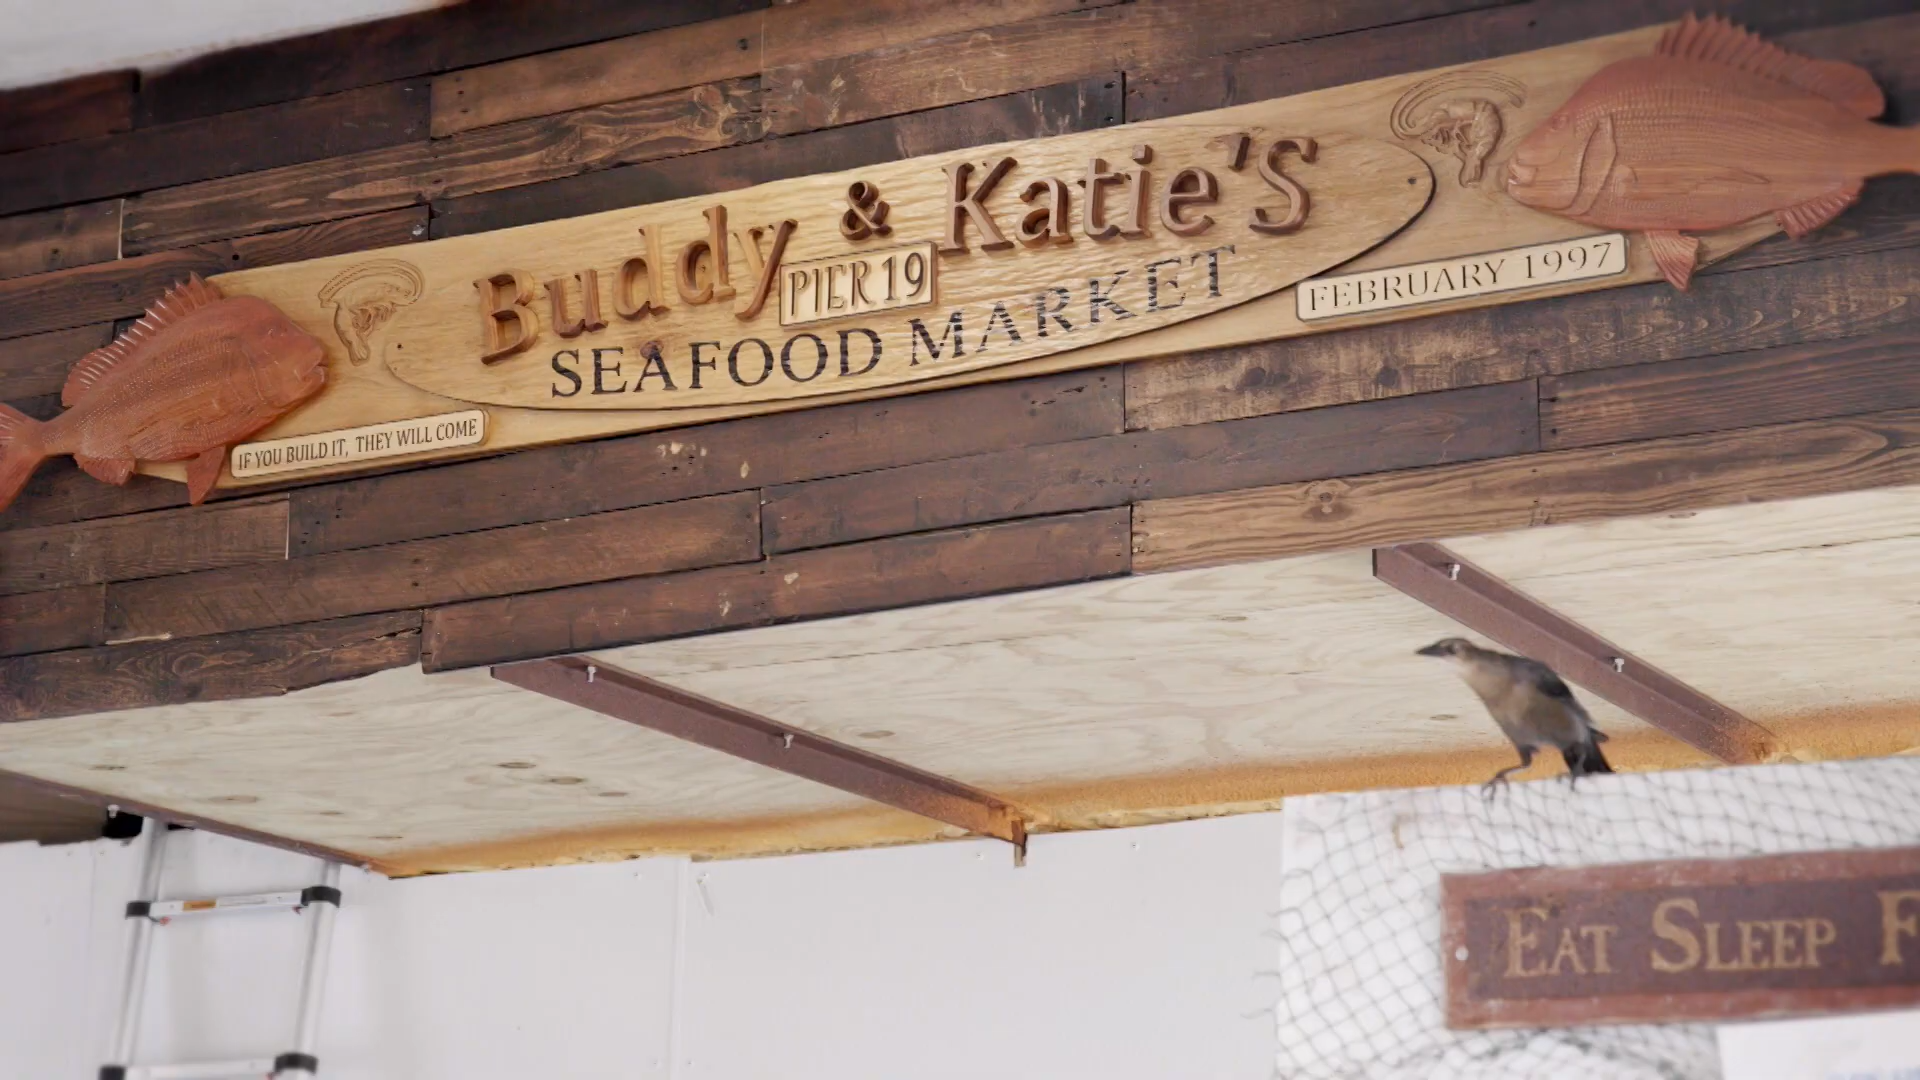 Buddy & Katie'S
PIER 19
SEAFOOD MARKET
FEBRUARY 1997
IF YOU BUILD IT, THEY WILL COME
EAT SLEEP F